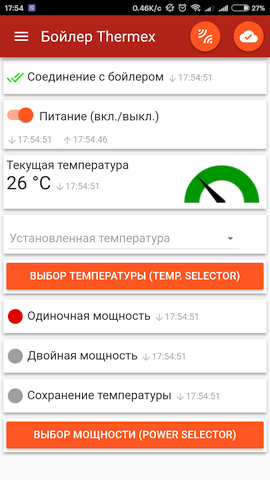 17:54 0.46K/с 27%
Бойлер Thermex
Соединение с бойлером ↓ 17:54:51
Питание (вкл./выкл.)
↓ 17:54:51 ↑ 17:54:46
Текущая температура
26 °C ↓ 17:54:51
Установленная температура
ВЫБОР ТЕМПЕРАТУРЫ (TEMP. SELECTOR)
Одиночная мощность ↓ 17:54:51
Двойная мощность ↓ 17:54:51
Сохранение температуры ↓ 17:54:51
ВЫБОР МОЩНОСТИ (POWER SELECTOR)